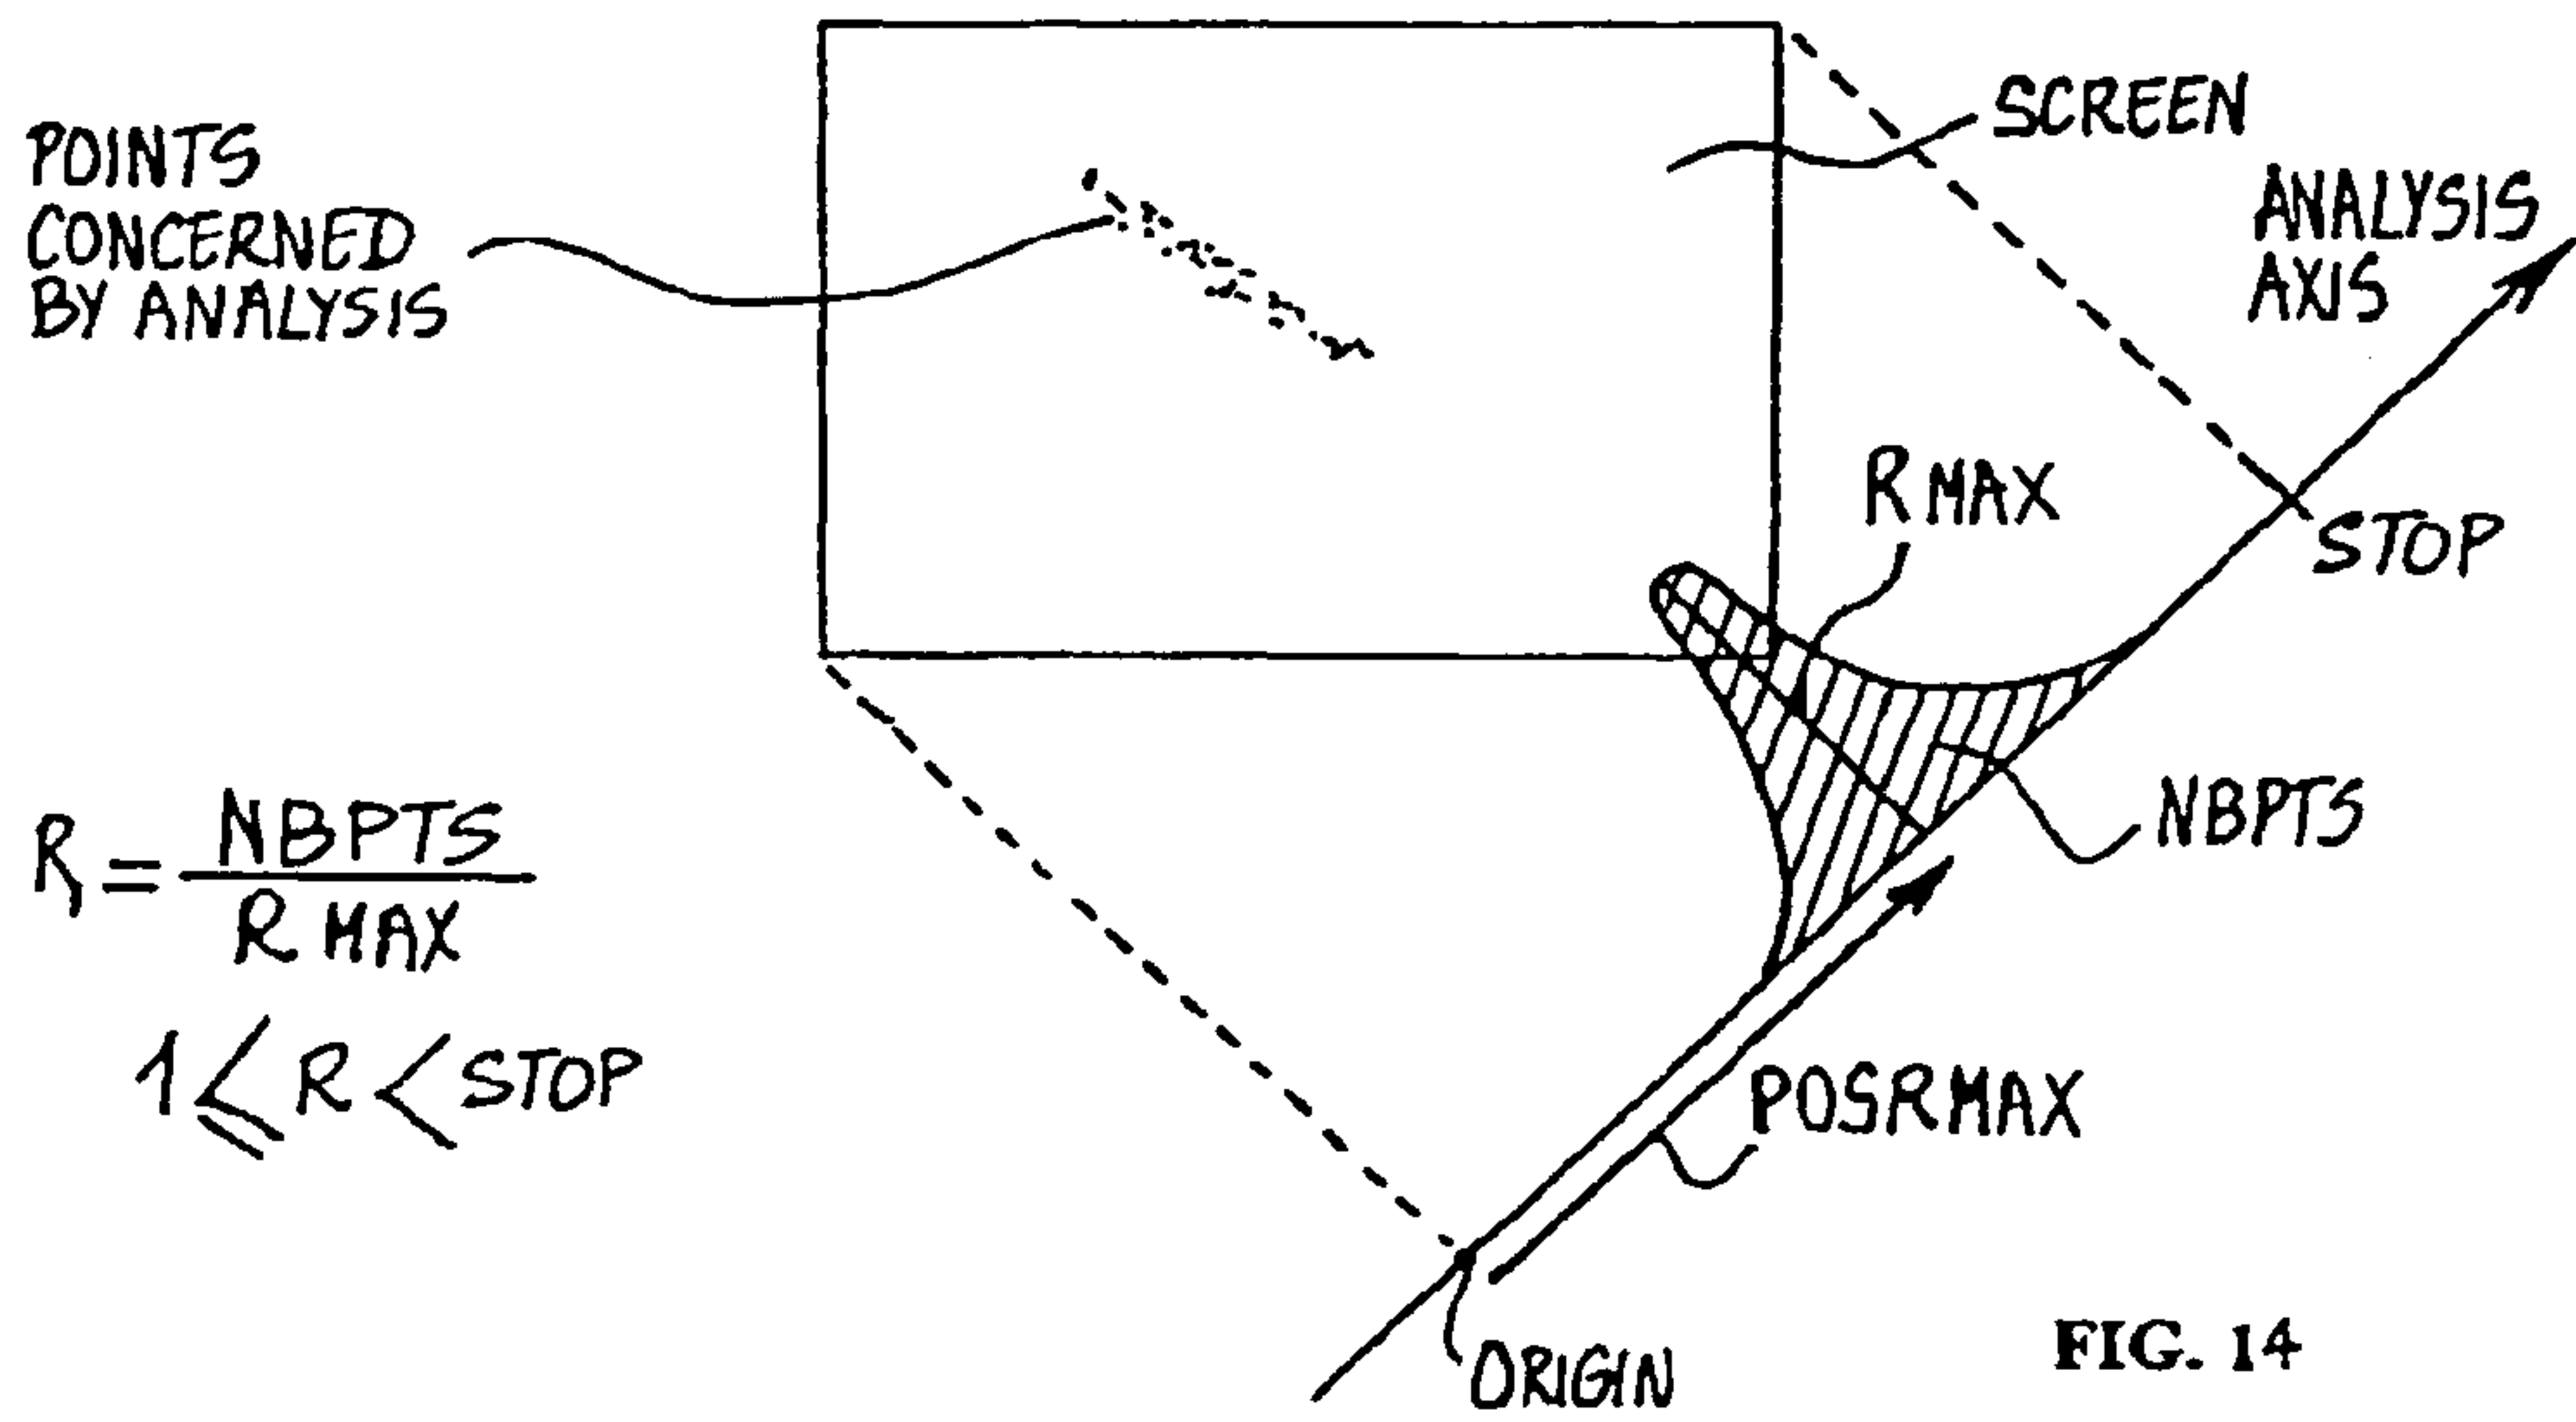 POINTS
CONCERNED
BY ANALYSIS
SCREEN
ANALYSIS
AXIS
R MAX
STOP
NBPTS
R, = NBPTS
R MAX
1 ≤ R < STOP
POSRMAX
ORIGIN
FIG. 14